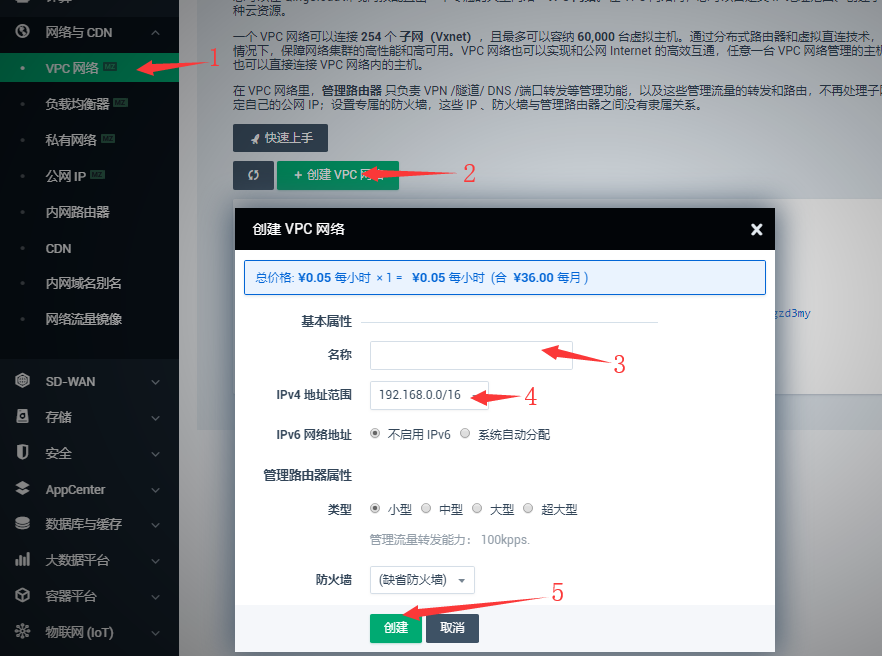 网络与 CDN
VPC 网络 MZ
负载均衡器 MZ
私有网络 MZ
公网 IP MZ
内网路由器
CDN
内网域名别名
网络流量镜像
SD-WAN
存储
安全
AppCenter
数据库与缓存
大数据平台
容器平台
物联网 (IoT)
1
种云资源。
一个 VPC 网络可以连接 254 个 子网（Vxnet），且最多可以容纳 60,000 台虚拟主机。通过分布式路由器和虚拟直连技术，
情况下，保障网络集群的高性能和高可用。VPC 网络也可以实现和公网 Internet 的高效互通，任意一台 VPC 网络管理的主机
也可以直接连接 VPC 网络内的主机。
在 VPC 网络里，管理路由器 只负责 VPN /隧道/ DNS /端口转发等管理功能，以及这些管理流量的转发和路由，不再处理子网
定自己的公网 IP；设置专属的防火墙，这些 IP 、防火墙与管理路由器之间没有隶属关系。
快速上手
+ 创建 VPC 网络
2
gzd3my
创建 VPC 网络
总价格: ¥0.05 每小时 × 1 = ¥0.05 每小时 (合 ¥36.00 每月 )
基本属性
名称
3
IPv4 地址范围 192.168.0.0/16
4
IPv6 网络地址 不启用 IPv6 系统自动分配
管理路由器属性
类型 小型 中型 大型 超大型
管理流量转发能力： 100kpps.
防火墙 (缺省防火墙)
5
创建 取消